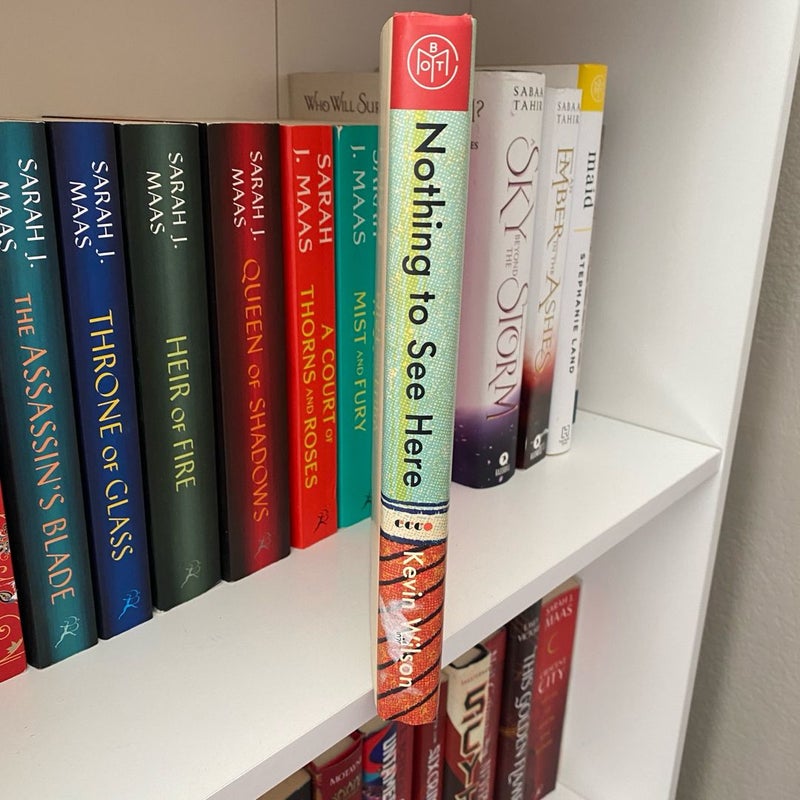 SARAH J. MAAS
THE ASSASSIN'S BLADE
SARAH J. MAAS
THRONE OF GLASS
SARAH J. MAAS
HEIR OF FIRE
SARAH J. MAAS
QUEEN OF SHADOWS
SARAH J. MAAS
A COURT OF THORNS AND ROSES
SARAH J. MAAS
MIST AND FURY
WHO WILL
BOTM
Nothing to See Here
ecco
Kevin Wilson
SABAA TAHIR
A SKY BEYOND THE STORM
SABAA TAHIR
EMBER IN THE ASHES
maid
STEPHANIE LAND
SARAH J. MAAS
CRESCENT CITY